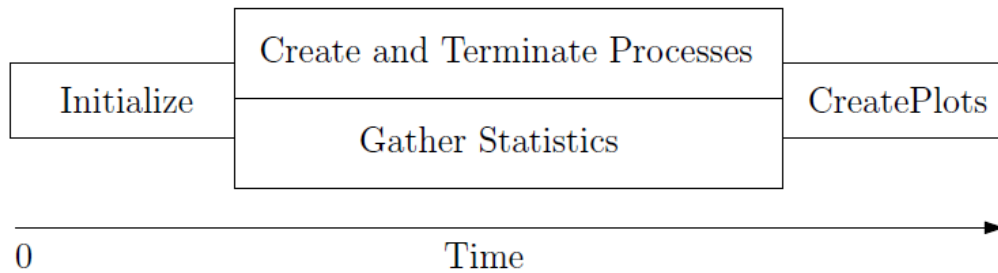 Create and Terminate Processes
Initialize
CreatePlots
Gather Statistics
0
Time